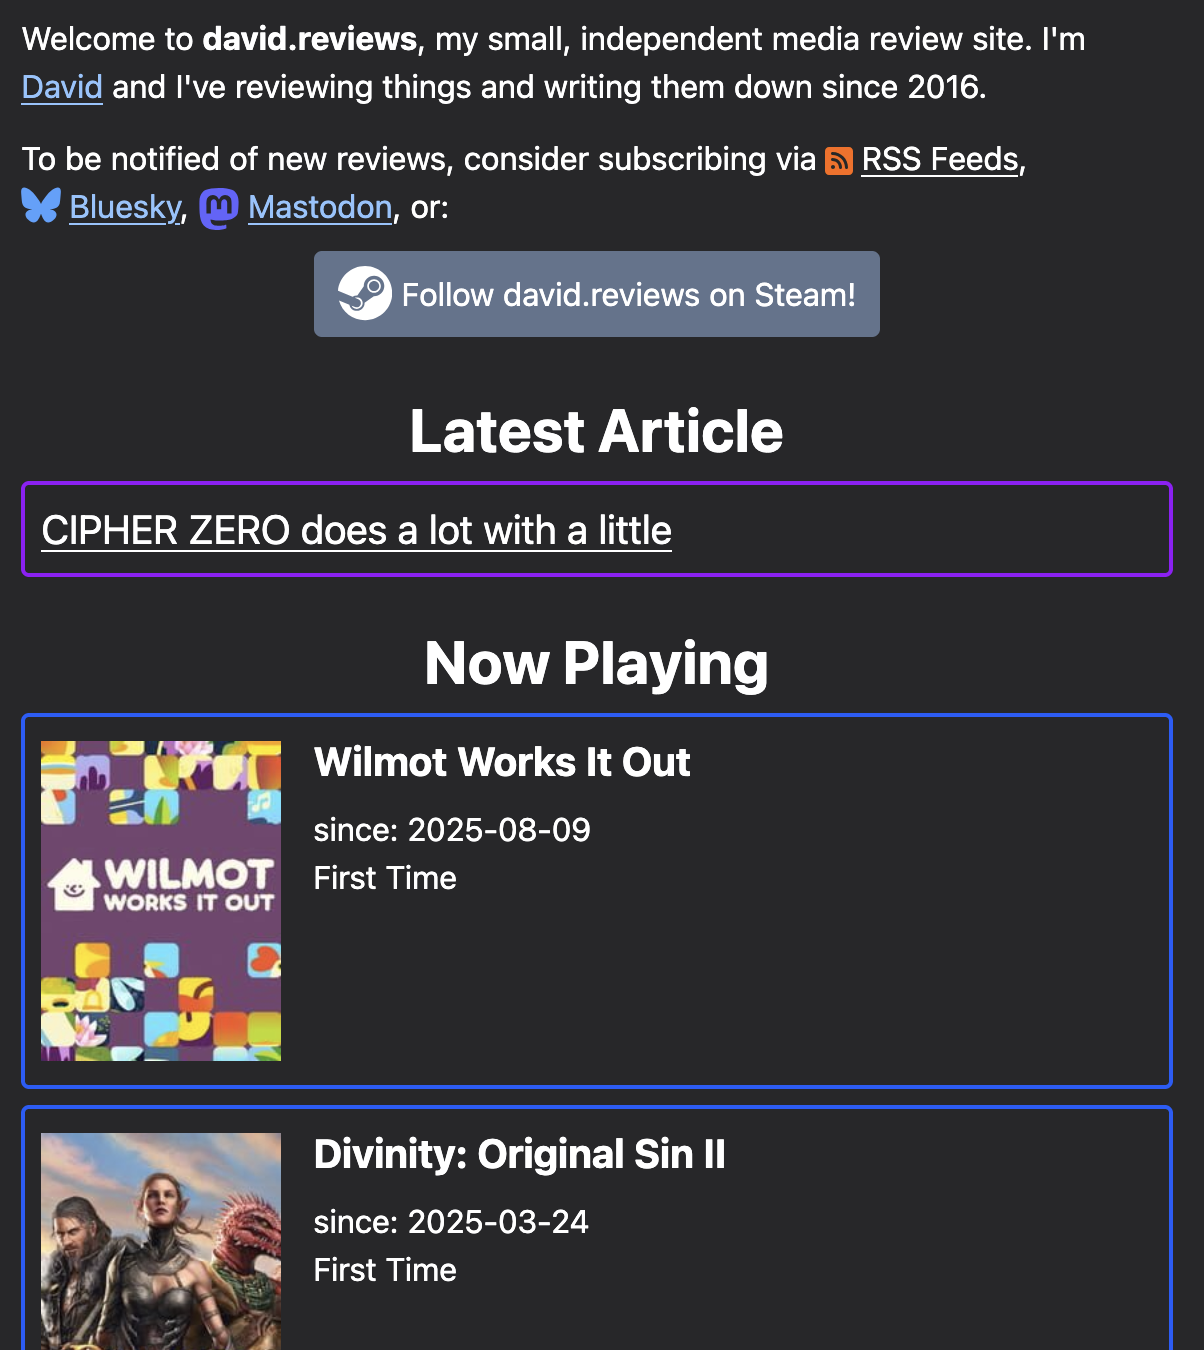 Welcome to david.reviews, my small, independent media review site. I'm
David and I've reviewing things and writing them down since 2016.
To be notified of new reviews, consider subscribing via RSS Feeds,
Bluesky, Mastodon, or:
Follow david.reviews on Steam!
Latest Article
CIPHER ZERO does a lot with a little
Now Playing
Wilmot Works It Out
since: 2025-08-09
First Time
WILMOT
WORKS IT OUT
Divinity: Original Sin II
since: 2025-03-24
First Time